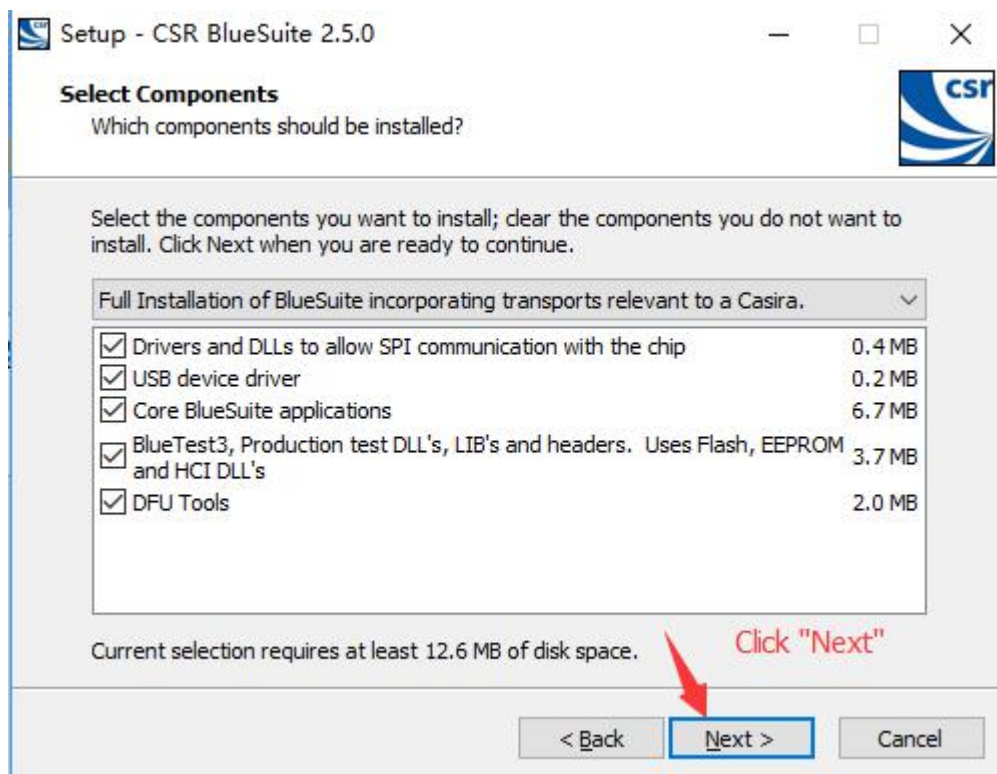 Setup - CSR BlueSuite 2.5.0
Select Components
Which components should be installed?
csr
Select the components you want to install; clear the components you do not want to
install. Click Next when you are ready to continue.
Full Installation of BlueSuite incorporating transports relevant to a Casira.
Drivers and DLLs to allow SPI communication with the chip 0.4 MB
USB device driver 0.2 MB
Core BlueSuite applications 6.7 MB
BlueTest3, Production test DLL's, LIB's and headers. Uses Flash, EEPROM
and HCI DLL's 3.7 MB
DFU Tools 2.0 MB
Current selection requires at least 12.6 MB of disk space.
Click "Next"
< Back Next > Cancel